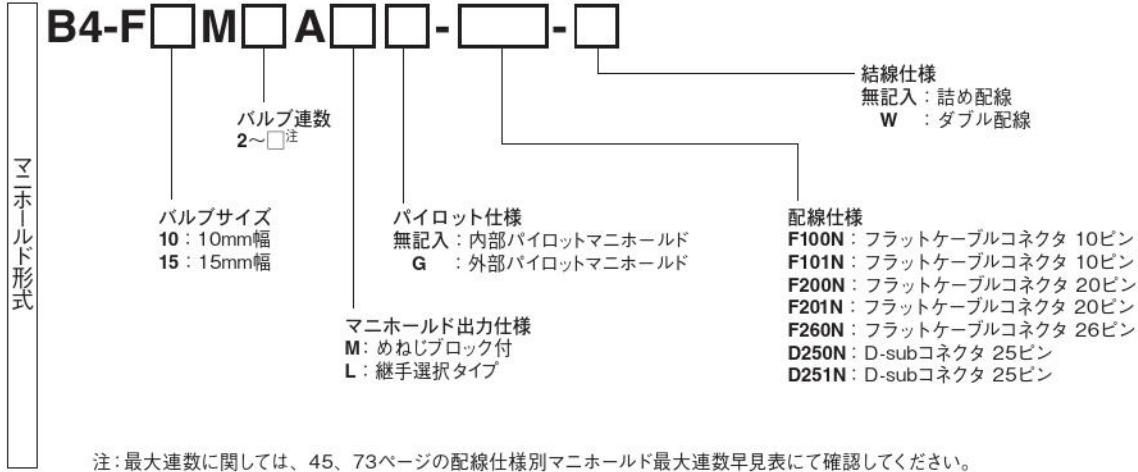 マニホールド形式
B4-F□M□A□□-□-□
結線仕様
無記入：詰め配線
W：ダブル配線
バルブ連数
2〜□注
バルブサイズ
10：10mm幅
15：15mm幅
パイロット仕様
無記入：内部パイロットマニホールド
G：外部パイロットマニホールド
配線仕様
F100N：フラットケーブルコネクタ 10ピン
F101N：フラットケーブルコネクタ 10ピン
F200N：フラットケーブルコネクタ 20ピン
F201N：フラットケーブルコネクタ 20ピン
F260N：フラットケーブルコネクタ 26ピン
D250N：D-subコネクタ 25ピン
D251N：D-subコネクタ 25ピン
マニホールド出力仕様
M：めねじブロック付
L：継手選択タイプ
注：最大連数に関しては、45、73ページの配線仕様別マニホールド最大連数早見表にて確認してください。